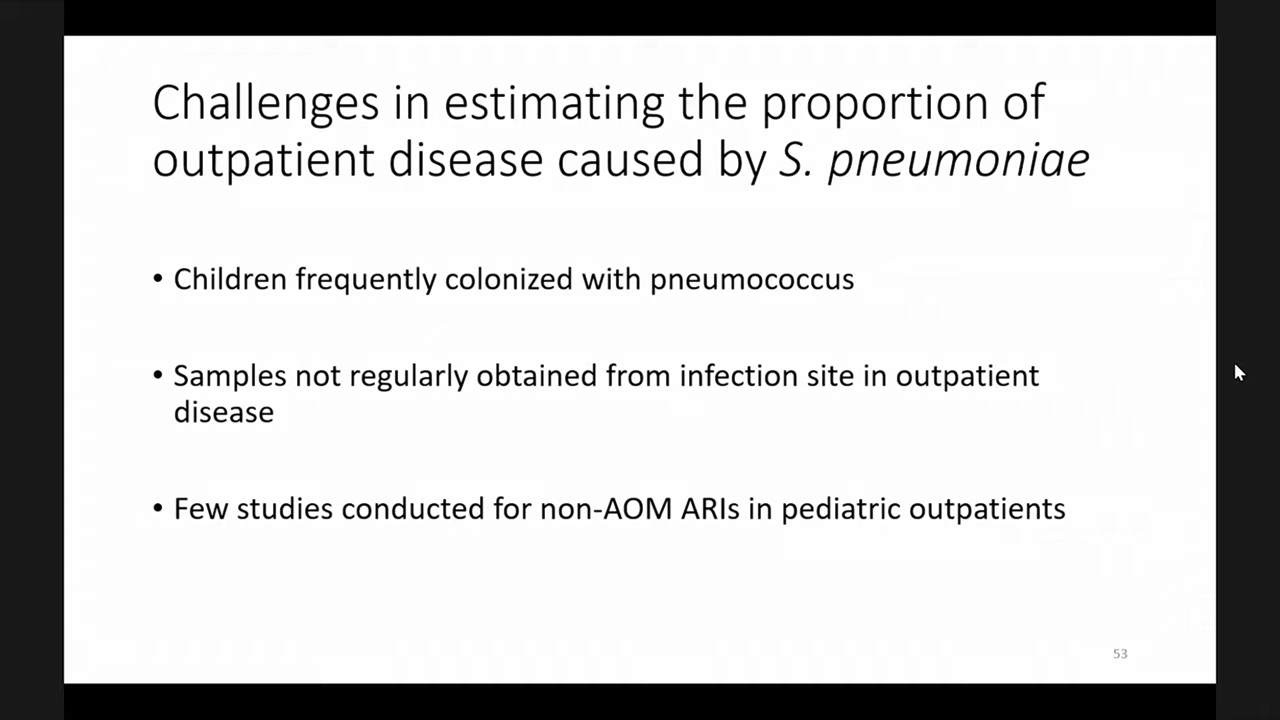 Challenges in estimating the proportion of
outpatient disease caused by S. pneumoniae
• Children frequently colonized with pneumococcus
• Samples not regularly obtained from infection site in outpatient
disease
• Few studies conducted for non-AOM ARIs in pediatric outpatients
53